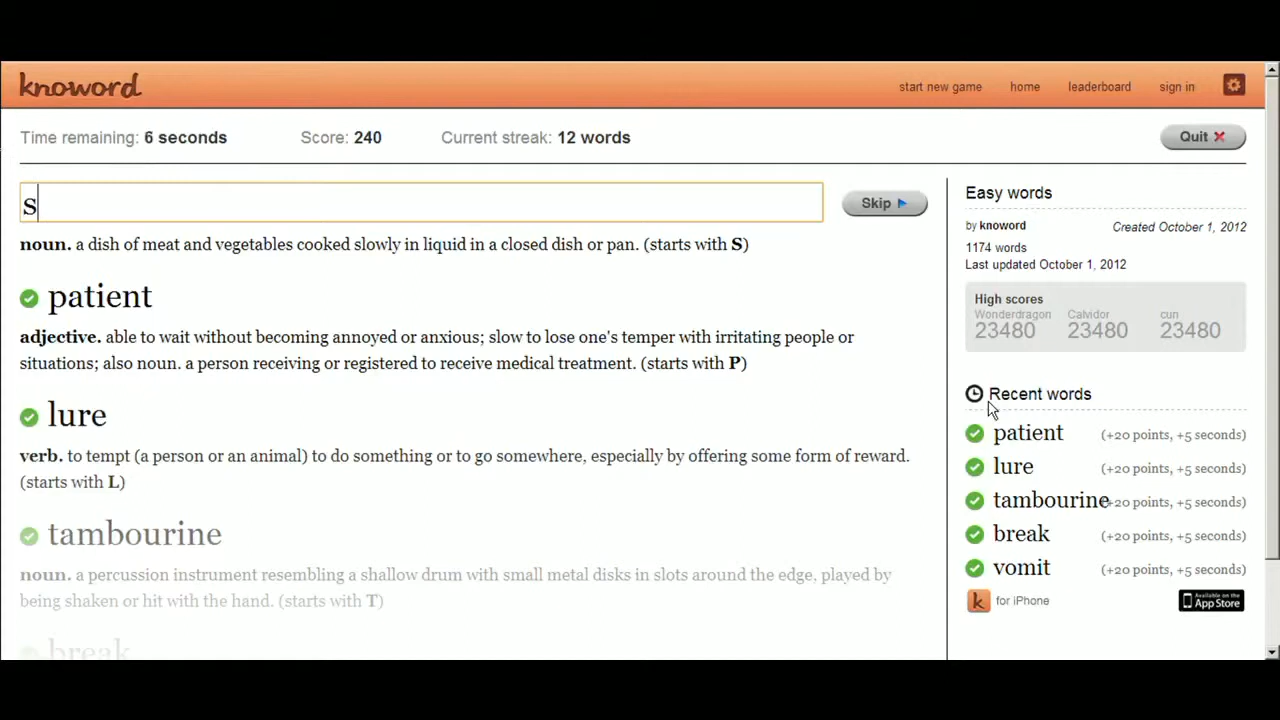 knoword
start new game
home
leaderboard
sign in
Time remaining: 6 seconds
Score: 240
Current streak: 12 words
Quit
s
Skip
noun. a dish of meat and vegetables cooked slowly in liquid in a closed dish or pan. (starts with S)
patient
adjective. able to wait without becoming annoyed or anxious; slow to lose one's temper with irritating people or
situations; also noun. a person receiving or registered to receive medical treatment. (starts with P)
lure
verb. to tempt (a person or an animal) to do something or to go somewhere, especially by offering some form of reward.
(starts with L)
tambourine
noun. a percussion instrument resembling a shallow drum with small metal disks in slots around the edge, played by
being shaken or hit with the hand. (starts with T)
break
Easy words
by knoword
Created October 1, 2012
1174 words
Last updated October 1, 2012
High scores
Wonderdragon Calvidor cun
23480 23480 23480
Recent words
patient (+20 points, +5 seconds)
lure (+20 points, +5 seconds)
tambourine (+20 points, +5 seconds)
break (+20 points, +5 seconds)
vomit (+20 points, +5 seconds)
k for iPhone
Available on the
App Store